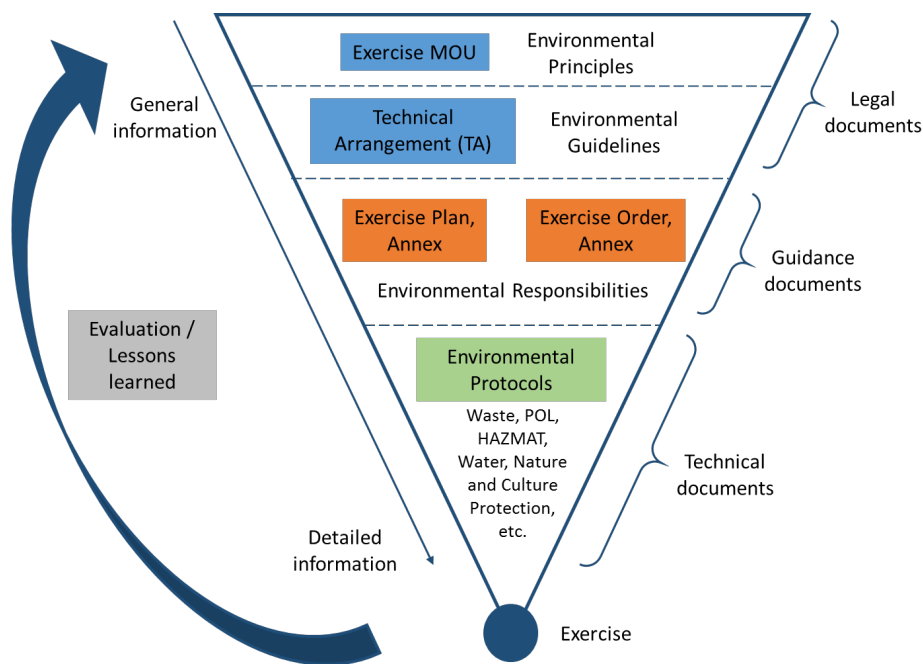 Exercise MOU
Environmental
Principles
General
information
Technical
Arrangement (TA)
Environmental
Guidelines
Legal
documents
Exercise Plan,
Annex
Exercise Order,
Annex
Environmental Responsibilities
Guidance
documents
Evaluation /
Lessons
learned
Environmental
Protocols
Waste, POL,
HAZMAT,
Water, Nature
and Culture
Protection,
etc.
Technical
documents
Detailed
information
Exercise